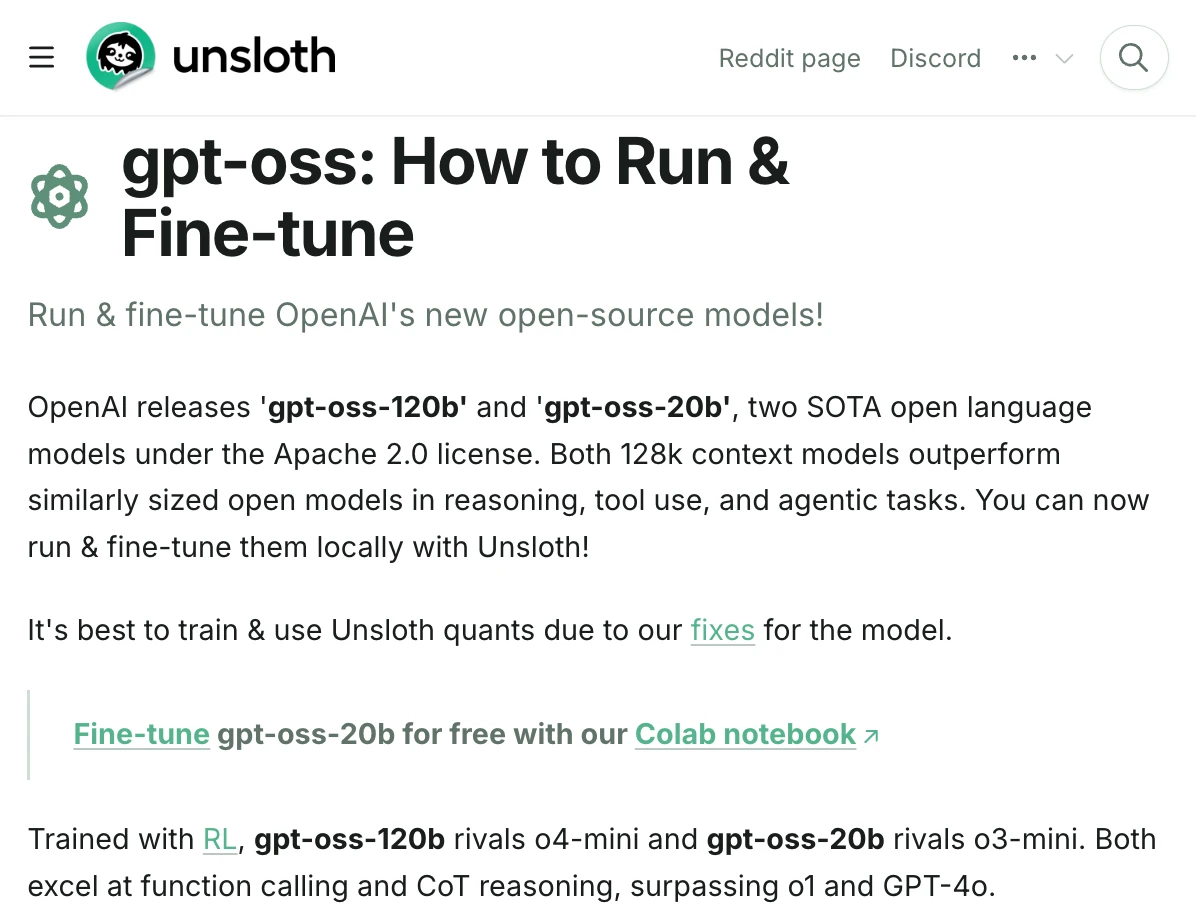 unsloth
Reddit page
Discord
gpt-oss: How to Run &
Fine-tune
Run & fine-tune OpenAI's new open-source models!
OpenAI releases 'gpt-oss-120b' and 'gpt-oss-20b', two SOTA open language
models under the Apache 2.0 license. Both 128k context models outperform
similarly sized open models in reasoning, tool use, and agentic tasks. You can now
run & fine-tune them locally with Unsloth!
It's best to train & use Unsloth quants due to our fixes for the model.
Fine-tune gpt-oss-20b for free with our Colab notebook
Trained with RL, gpt-oss-120b rivals o4-mini and gpt-oss-20b rivals o3-mini. Both
excel at function calling and CoT reasoning, surpassing o1 and GPT-4o.